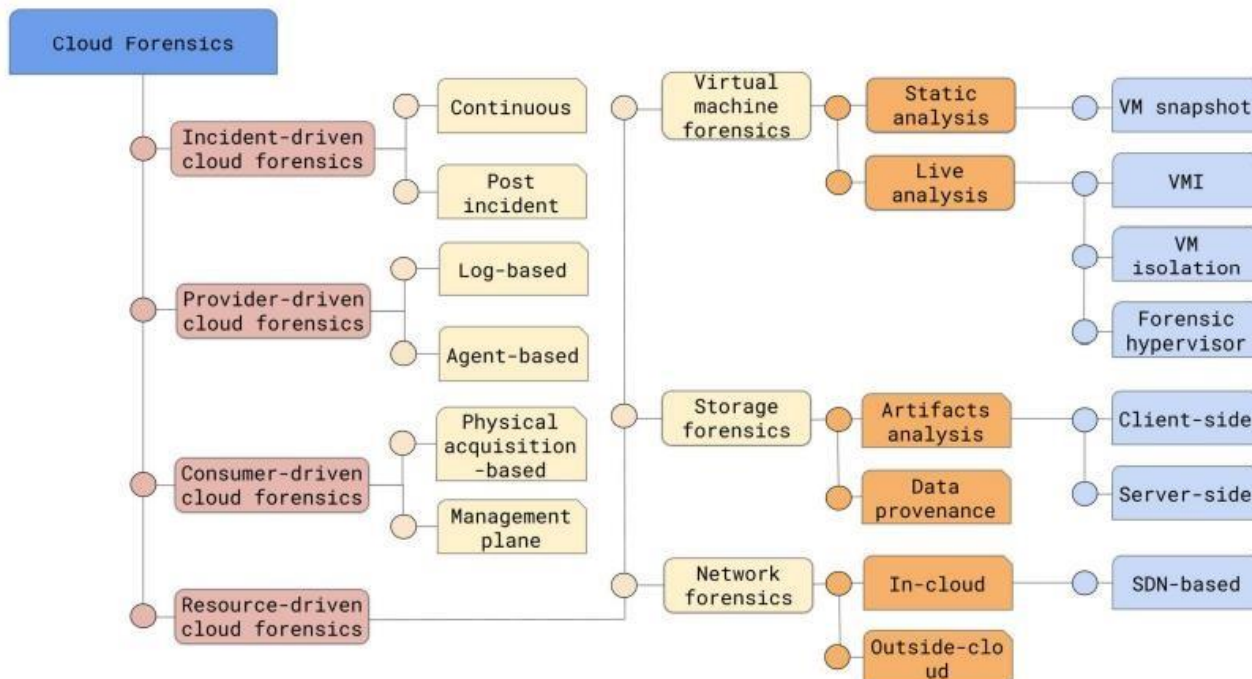 Cloud Forensics
Incident-driven
cloud forensics
Continuous
Post
incident
Provider-driven
cloud forensics
Log-based
Agent-based
Consumer-driven
cloud forensics
Physical
acquisition
-based
Management
plane
Resource-driven
cloud forensics
Virtual
machine
forensics
Static
analysis
VM snapshot
Live
analysis
VMI
VM
isolation
Forensic
hypervisor
Storage
forensics
Artifacts
analysis
Client-side
Server-side
Data
provenance
Network
forensics
In-cloud
SDN-based
Outside-clo
ud